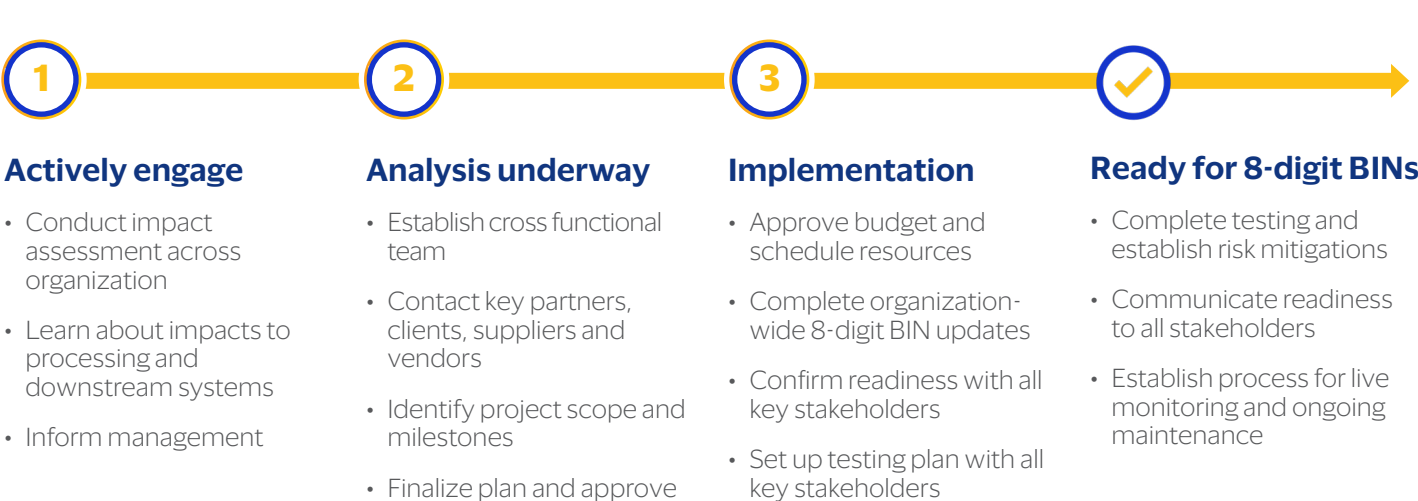 1
2
3
Actively engage
• Conduct impact
assessment across
organization
• Learn about impacts to
processing and
downstream systems
• Inform management
Analysis underway
• Establish cross functional
team
• Contact key partners,
clients, suppliers and
vendors
• Identify project scope and
milestones
• Finalize plan and approve
Implementation
• Approve budget and
schedule resources
• Complete organization-
wide 8-digit BIN updates
• Confirm readiness with all
key stakeholders
• Set up testing plan with all
key stakeholders
Ready for 8-digit BINs
• Complete testing and
establish risk mitigations
• Communicate readiness
to all stakeholders
• Establish process for live
monitoring and ongoing
maintenance